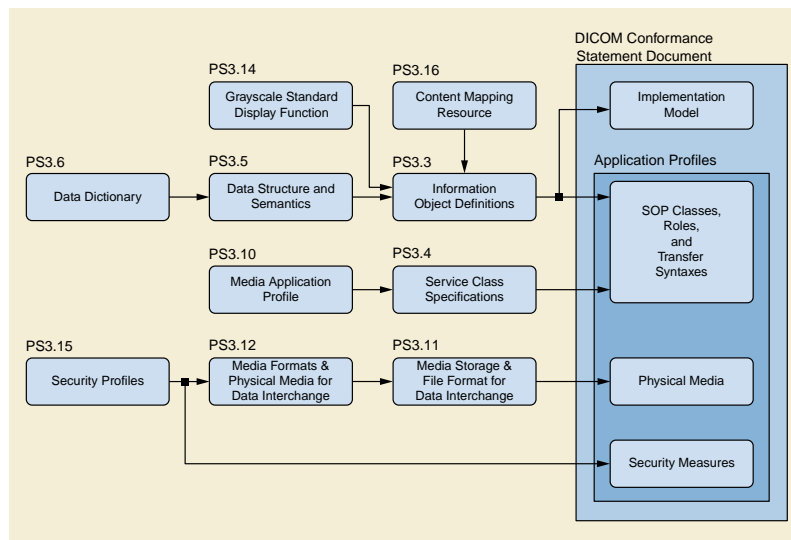 DICOM Conformance
Statement Document
PS3.14
Grayscale Standard
Display Function
PS3.16
Content Mapping
Resource
Implementation
Model
PS3.6
Data Dictionary
PS3.5
Data Structure and
Semantics
PS3.3
Information
Object Definitions
Application Profiles
SOP Classes,
Roles,
and
Transfer
Syntaxes
PS3.10
Media Application
Profile
PS3.4
Service Class
Specifications
PS3.15
Security Profiles
PS3.12
Media Formats &
Physical Media for
Data Interchange
PS3.11
Media Storage &
File Format for
Data Interchange
Physical Media
Security Measures